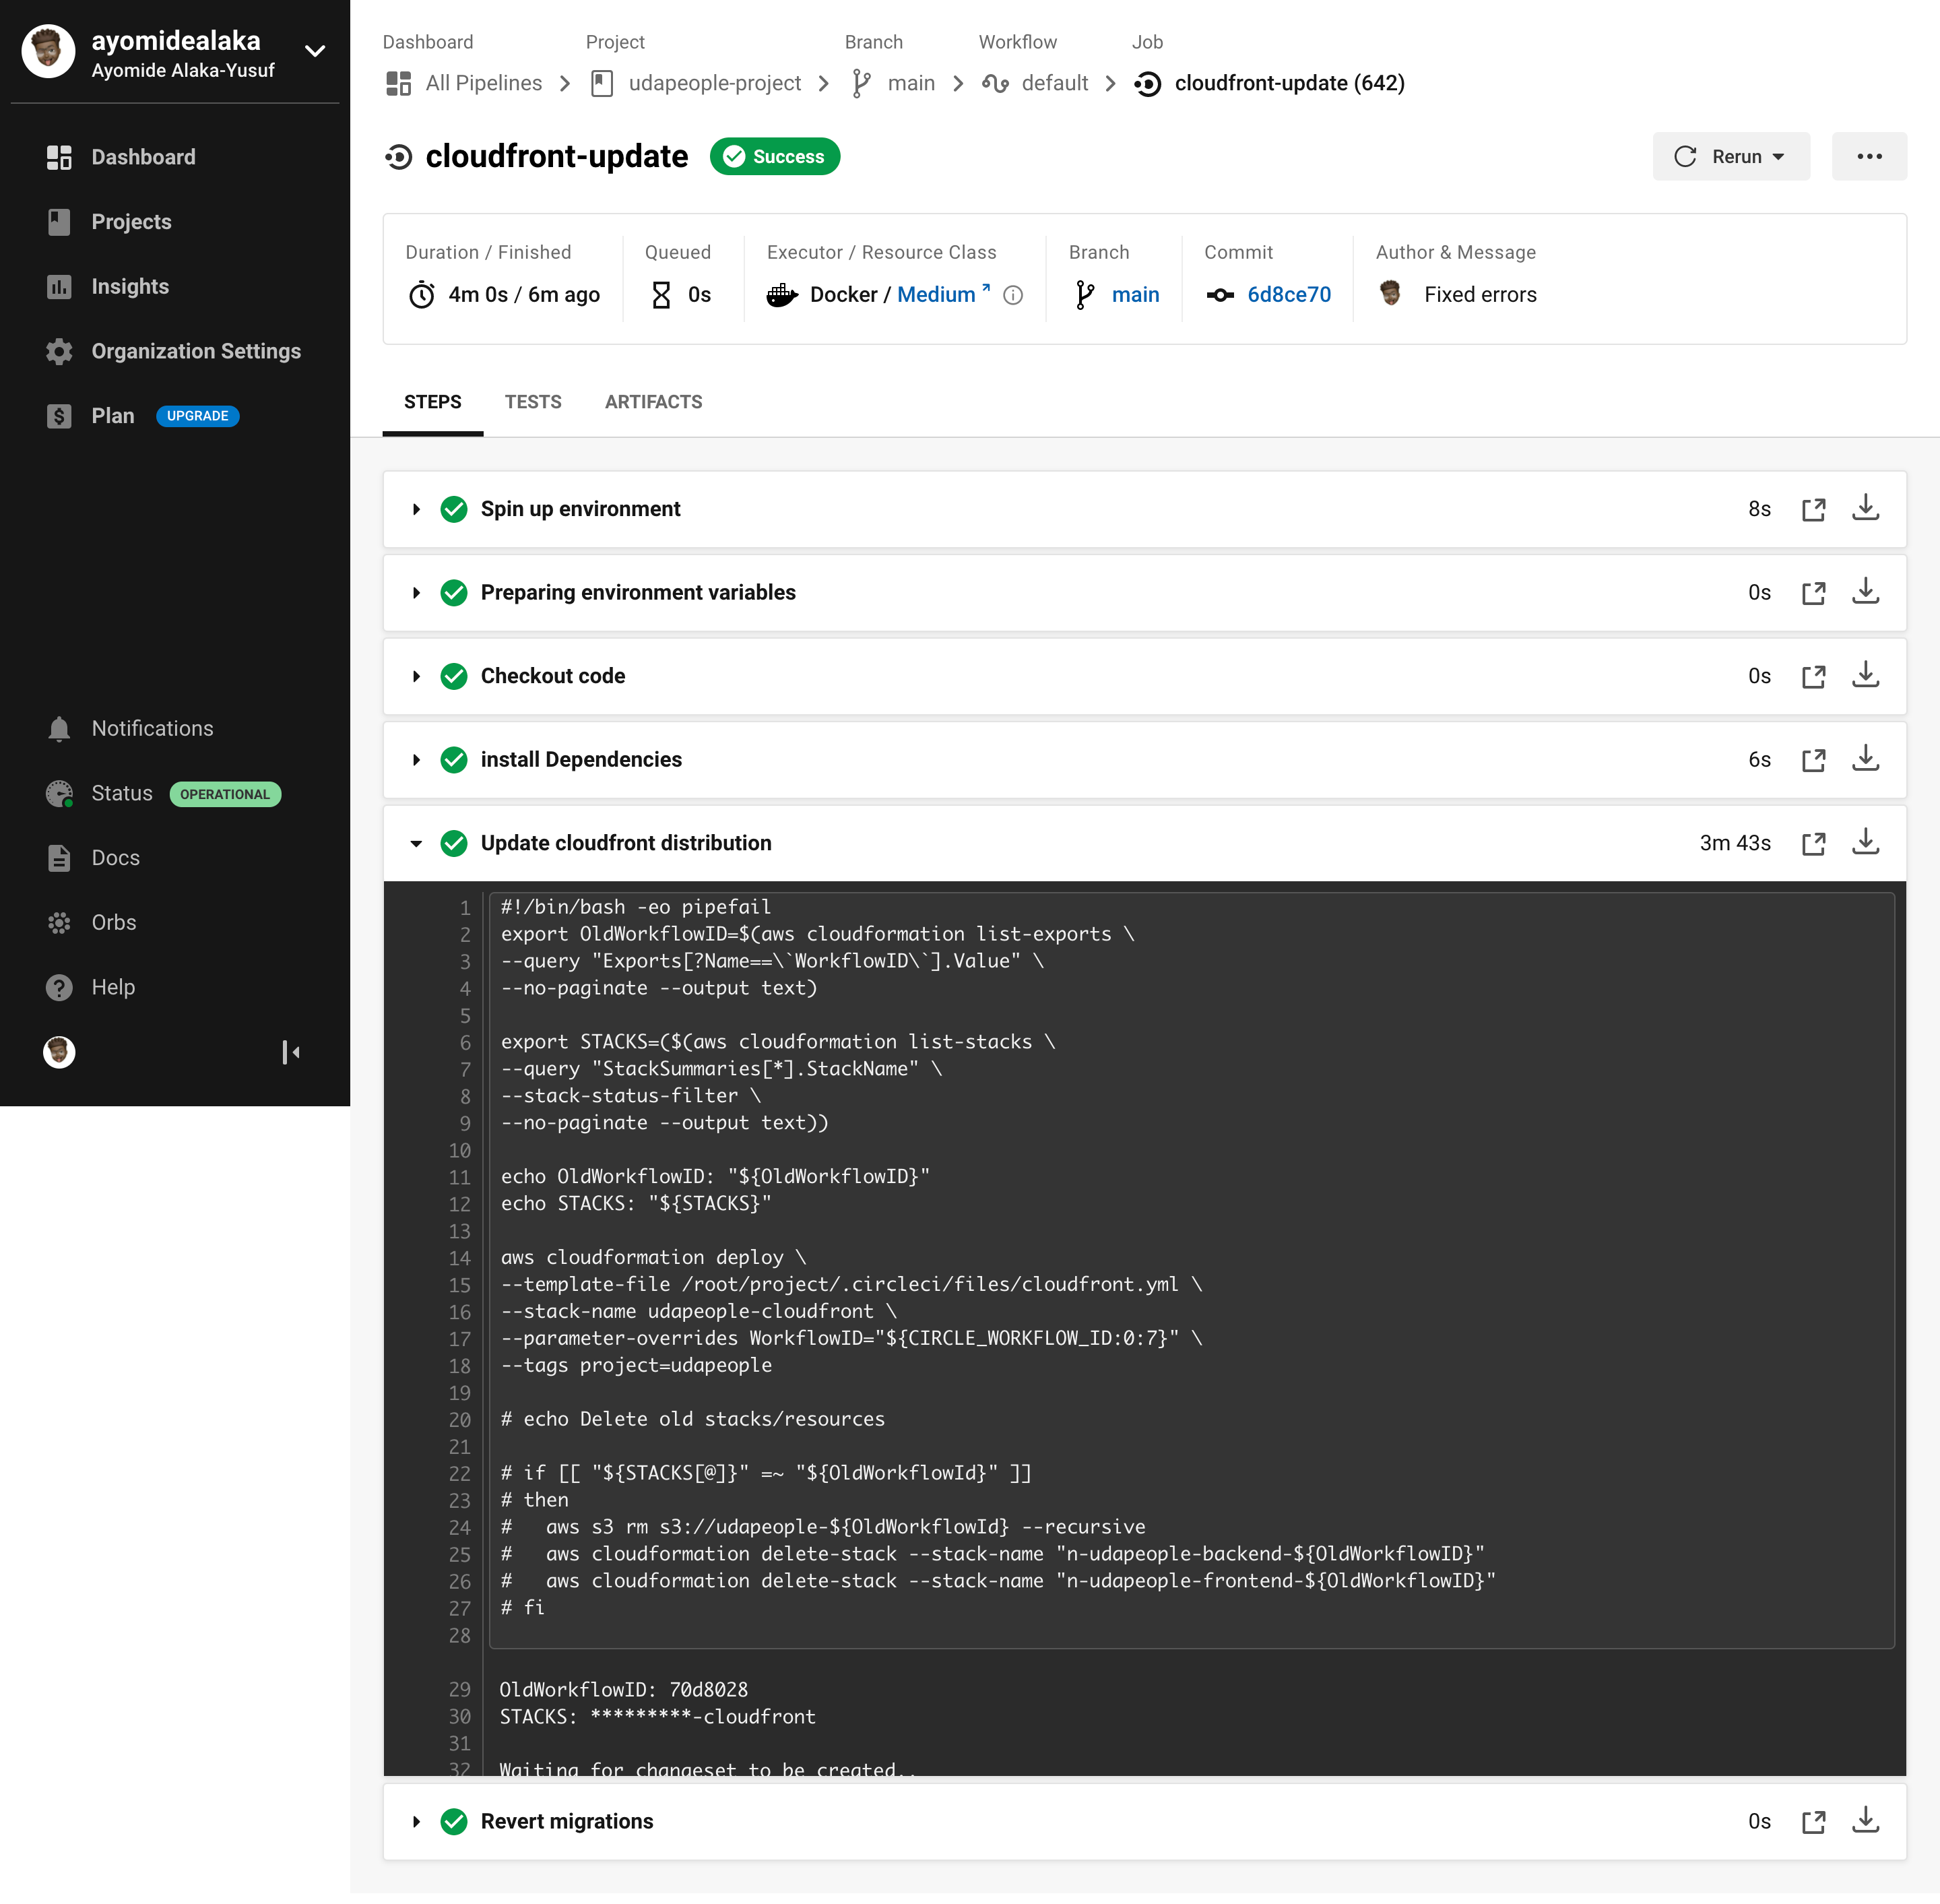 ayomidealaka
Ayomide Alaka-Yusuf
Dashboard
Projects
Insights
Organization Settings
Plan UPGRADE
Notifications
Status OPERATIONAL
Docs
Orbs
Help
Dashboard Project Branch Workflow Job
All Pipelines udapeople-project main default cloudfront-update (642)
cloudfront-update Success Rerun
Duration / Finished Queued Executor / Resource Class Branch Commit Author & Message
4m 0s / 6m ago 0s Docker / Medium main 6d8ce70 Fixed errors
STEPS TESTS ARTIFACTS
Spin up environment 8s
Preparing environment variables 0s
Checkout code 0s
install Dependencies 6s
Update cloudfront distribution 3m 43s
1 #!/bin/bash -eo pipefail
2 export OldWorkflowID=$(aws cloudformation list-exports \
3 --query "Exports[?Name==\`WorkflowID\`].Value" \
4 --no-paginate --output text)
5
6 export STACKS=($(aws cloudformation list-stacks \
7 --query "StackSummaries[*].StackName" \
8 --stack-status-filter \
9 --no-paginate --output text))
10
11 echo OldWorkflowID: "${OldWorkflowID}"
12 echo STACKS: "${STACKS}"
13
14 aws cloudformation deploy \
15 --template-file /root/project/.circleci/files/cloudfront.yml \
16 --stack-name udapeople-cloudfront \
17 --parameter-overrides WorkflowID="${CIRCLE_WORKFLOW_ID:0:7}" \
18 --tags project=udapeople
19
20 # echo Delete old stacks/resources
21
22 # if [[ "${STACKS[@]}" =~ "${OldWorkflowId}" ]]
23 # then
24 #   aws s3 rm s3://udapeople-${OldWorkflowId} --recursive
25 #   aws cloudformation delete-stack --stack-name "n-udapeople-backend-${OldWorkflowID}"
26 #   aws cloudformation delete-stack --stack-name "n-udapeople-frontend-${OldWorkflowID}"
27 # fi
28
29 OldWorkflowID: 70d8028
30 STACKS: *********-cloudfront
31
32 Waiting for changeset to be created..
Revert migrations 0s